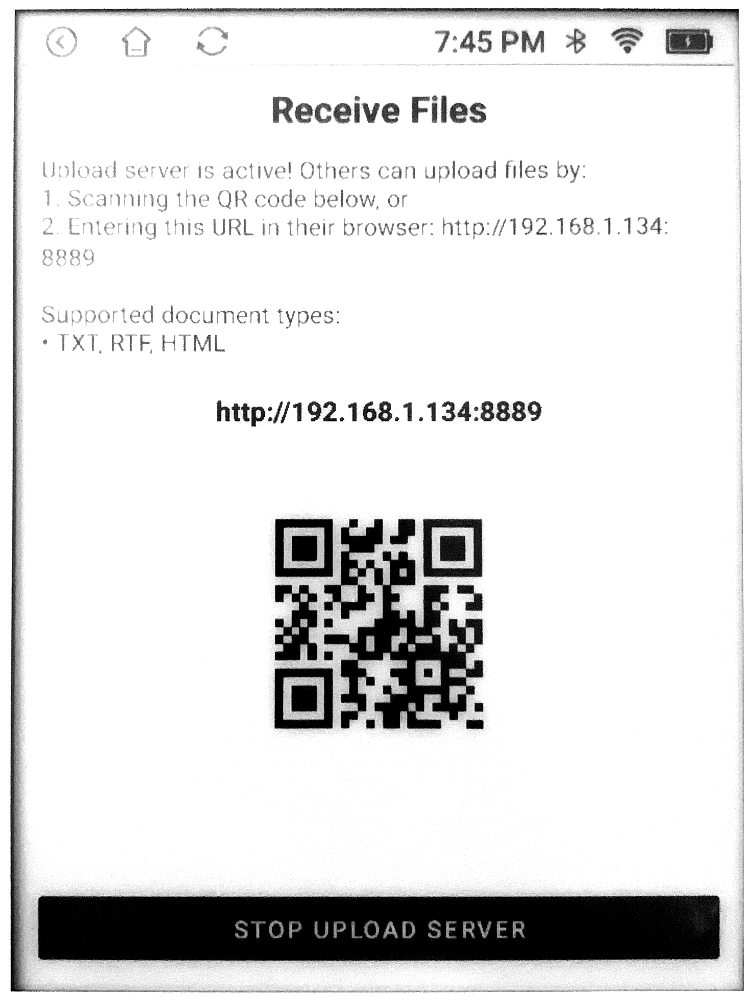 7:45 PM
Receive Files
Upload server is active! Others can upload files by:
1. Scanning the QR code below, or
2. Entering this URL in their browser: http://192.168.1.134:
8889
Supported document types:
• TXT, RTF, HTML
http://192.168.1.134:8889
STOP UPLOAD SERVER